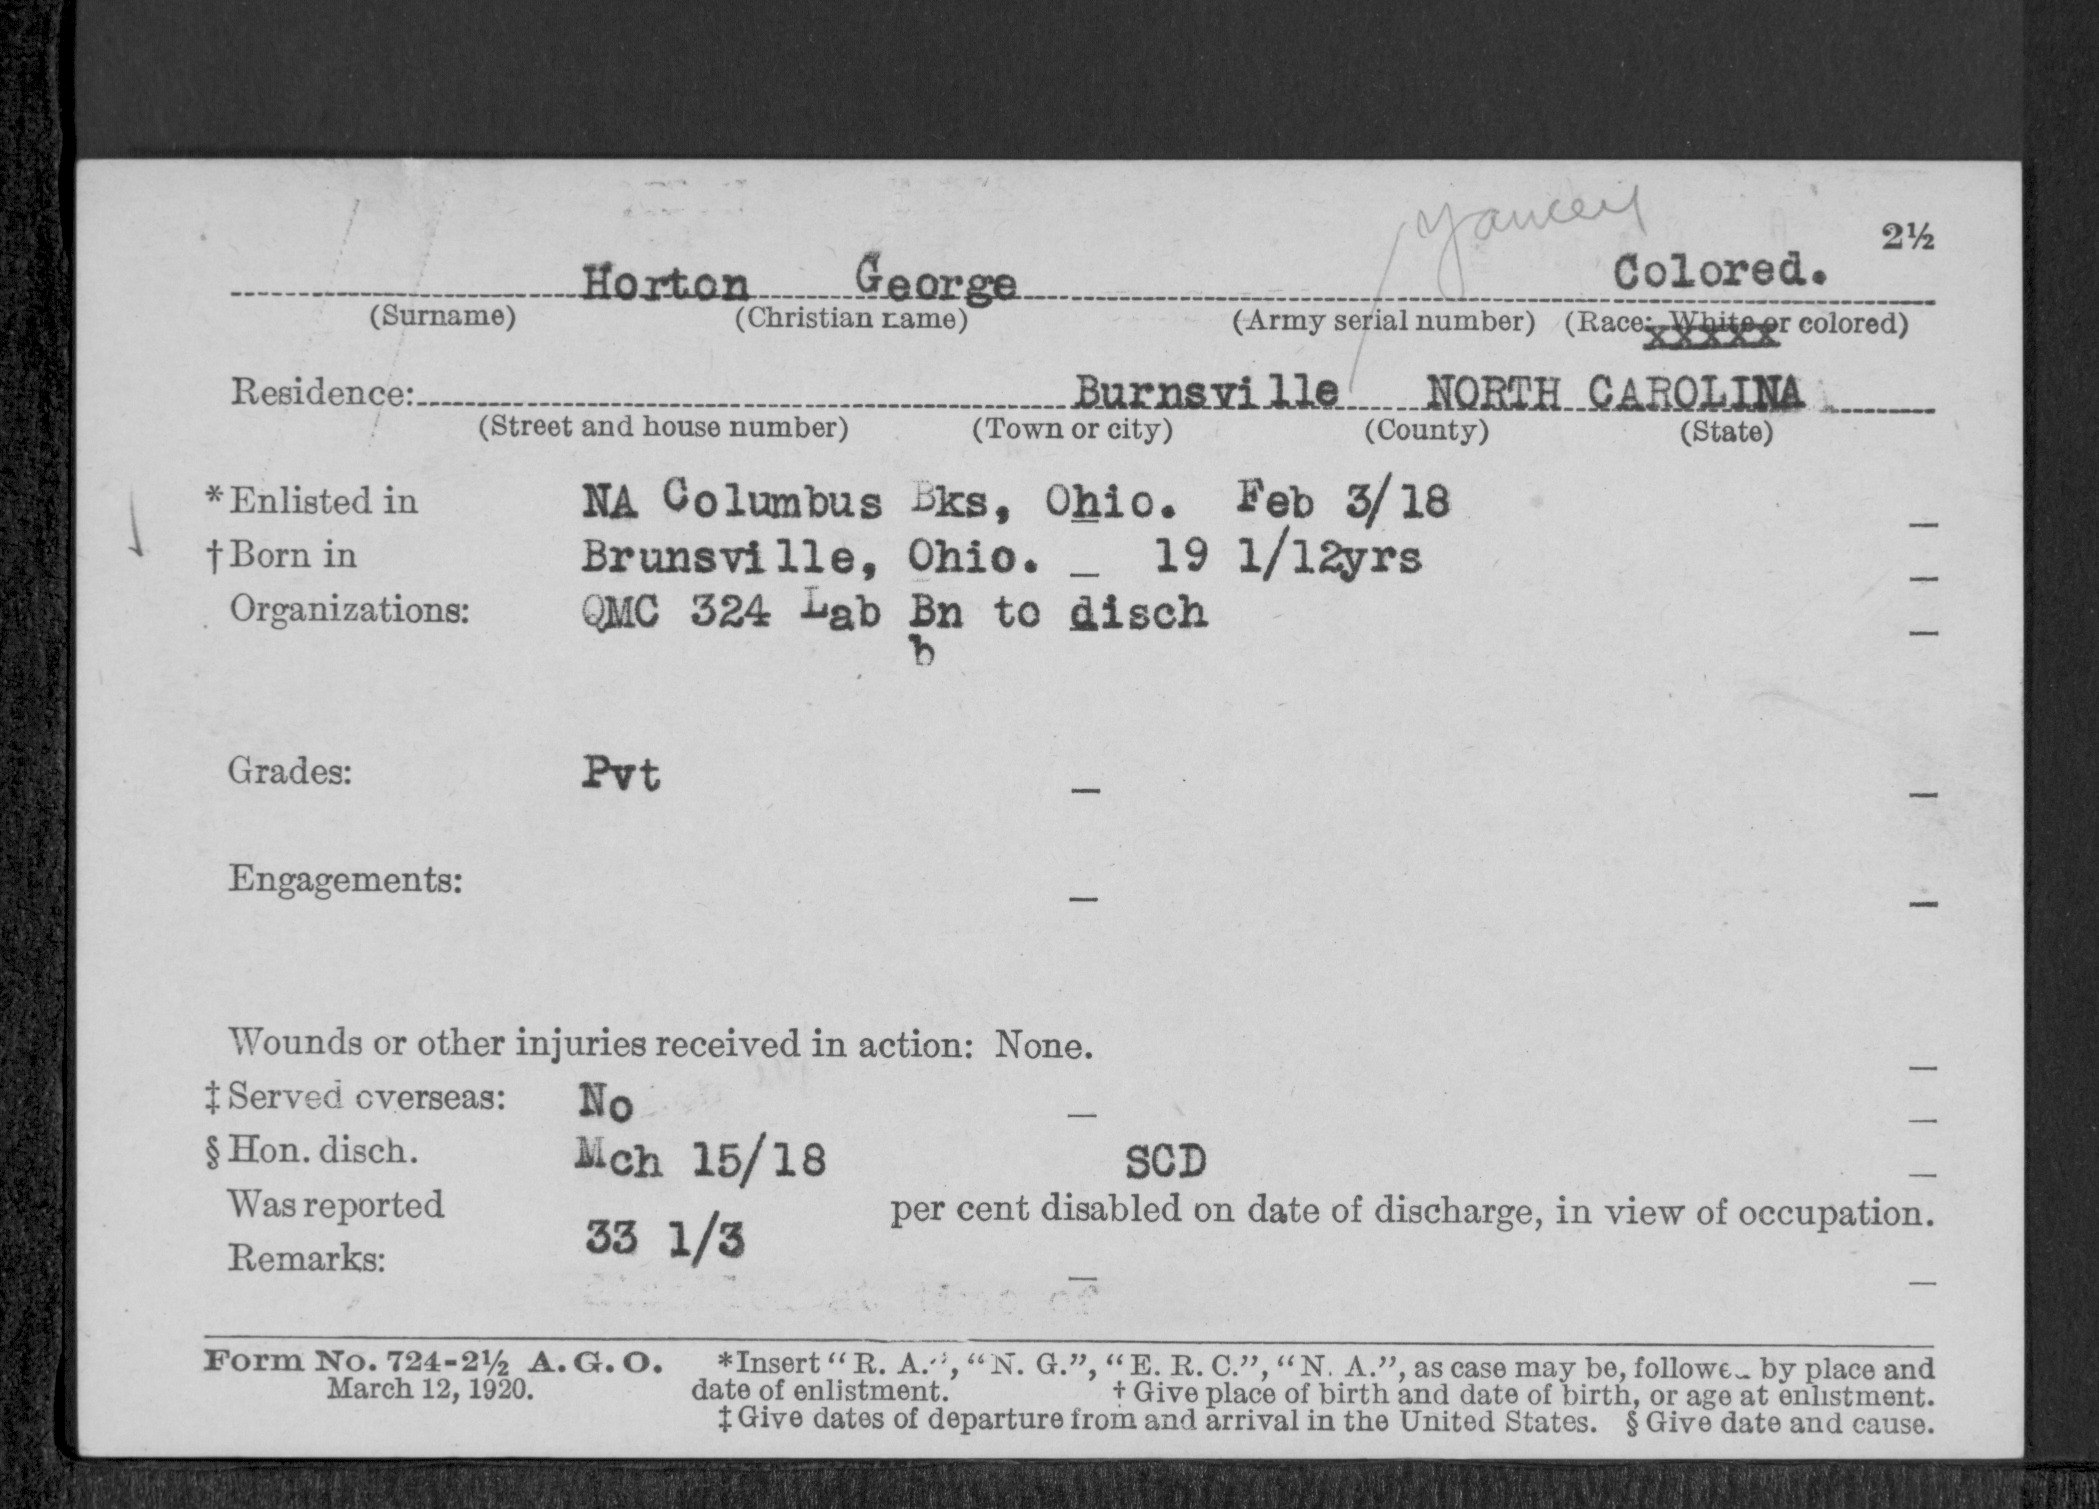 Yancey
2½
Horton George Colored.
(Surname) (Christian name) (Army serial number) (Race: White or colored)
xxxxx
Residence: Burnsville NORTH CAROLINA
(Street and house number) (Town or city) (County) (State)
*Enlisted in NA Columbus Bks, Ohio. Feb 3/18 _
†Born in Brunsville, Ohio. _ 19 1/12yrs _
Organizations: QMC 324 Lab Bn to disch _
b
Grades: Pvt _ _
Engagements: _ _
Wounds or other injuries received in action: None. _
‡Served overseas: No _ _
§Hon. disch. Mch 15/18 SCD _
Was reported 33 1/3 per cent disabled on date of discharge, in view of occupation.
Remarks: _ _
Form No. 724-2½ A.G.O. *Insert "R. A.", "N. G.", "E. R. C.", "N. A.", as case may be, followed by place and
March 12, 1920. date of enlistment. †Give place of birth and date of birth, or age at enlistment.
‡Give dates of departure from and arrival in the United States. §Give date and cause.